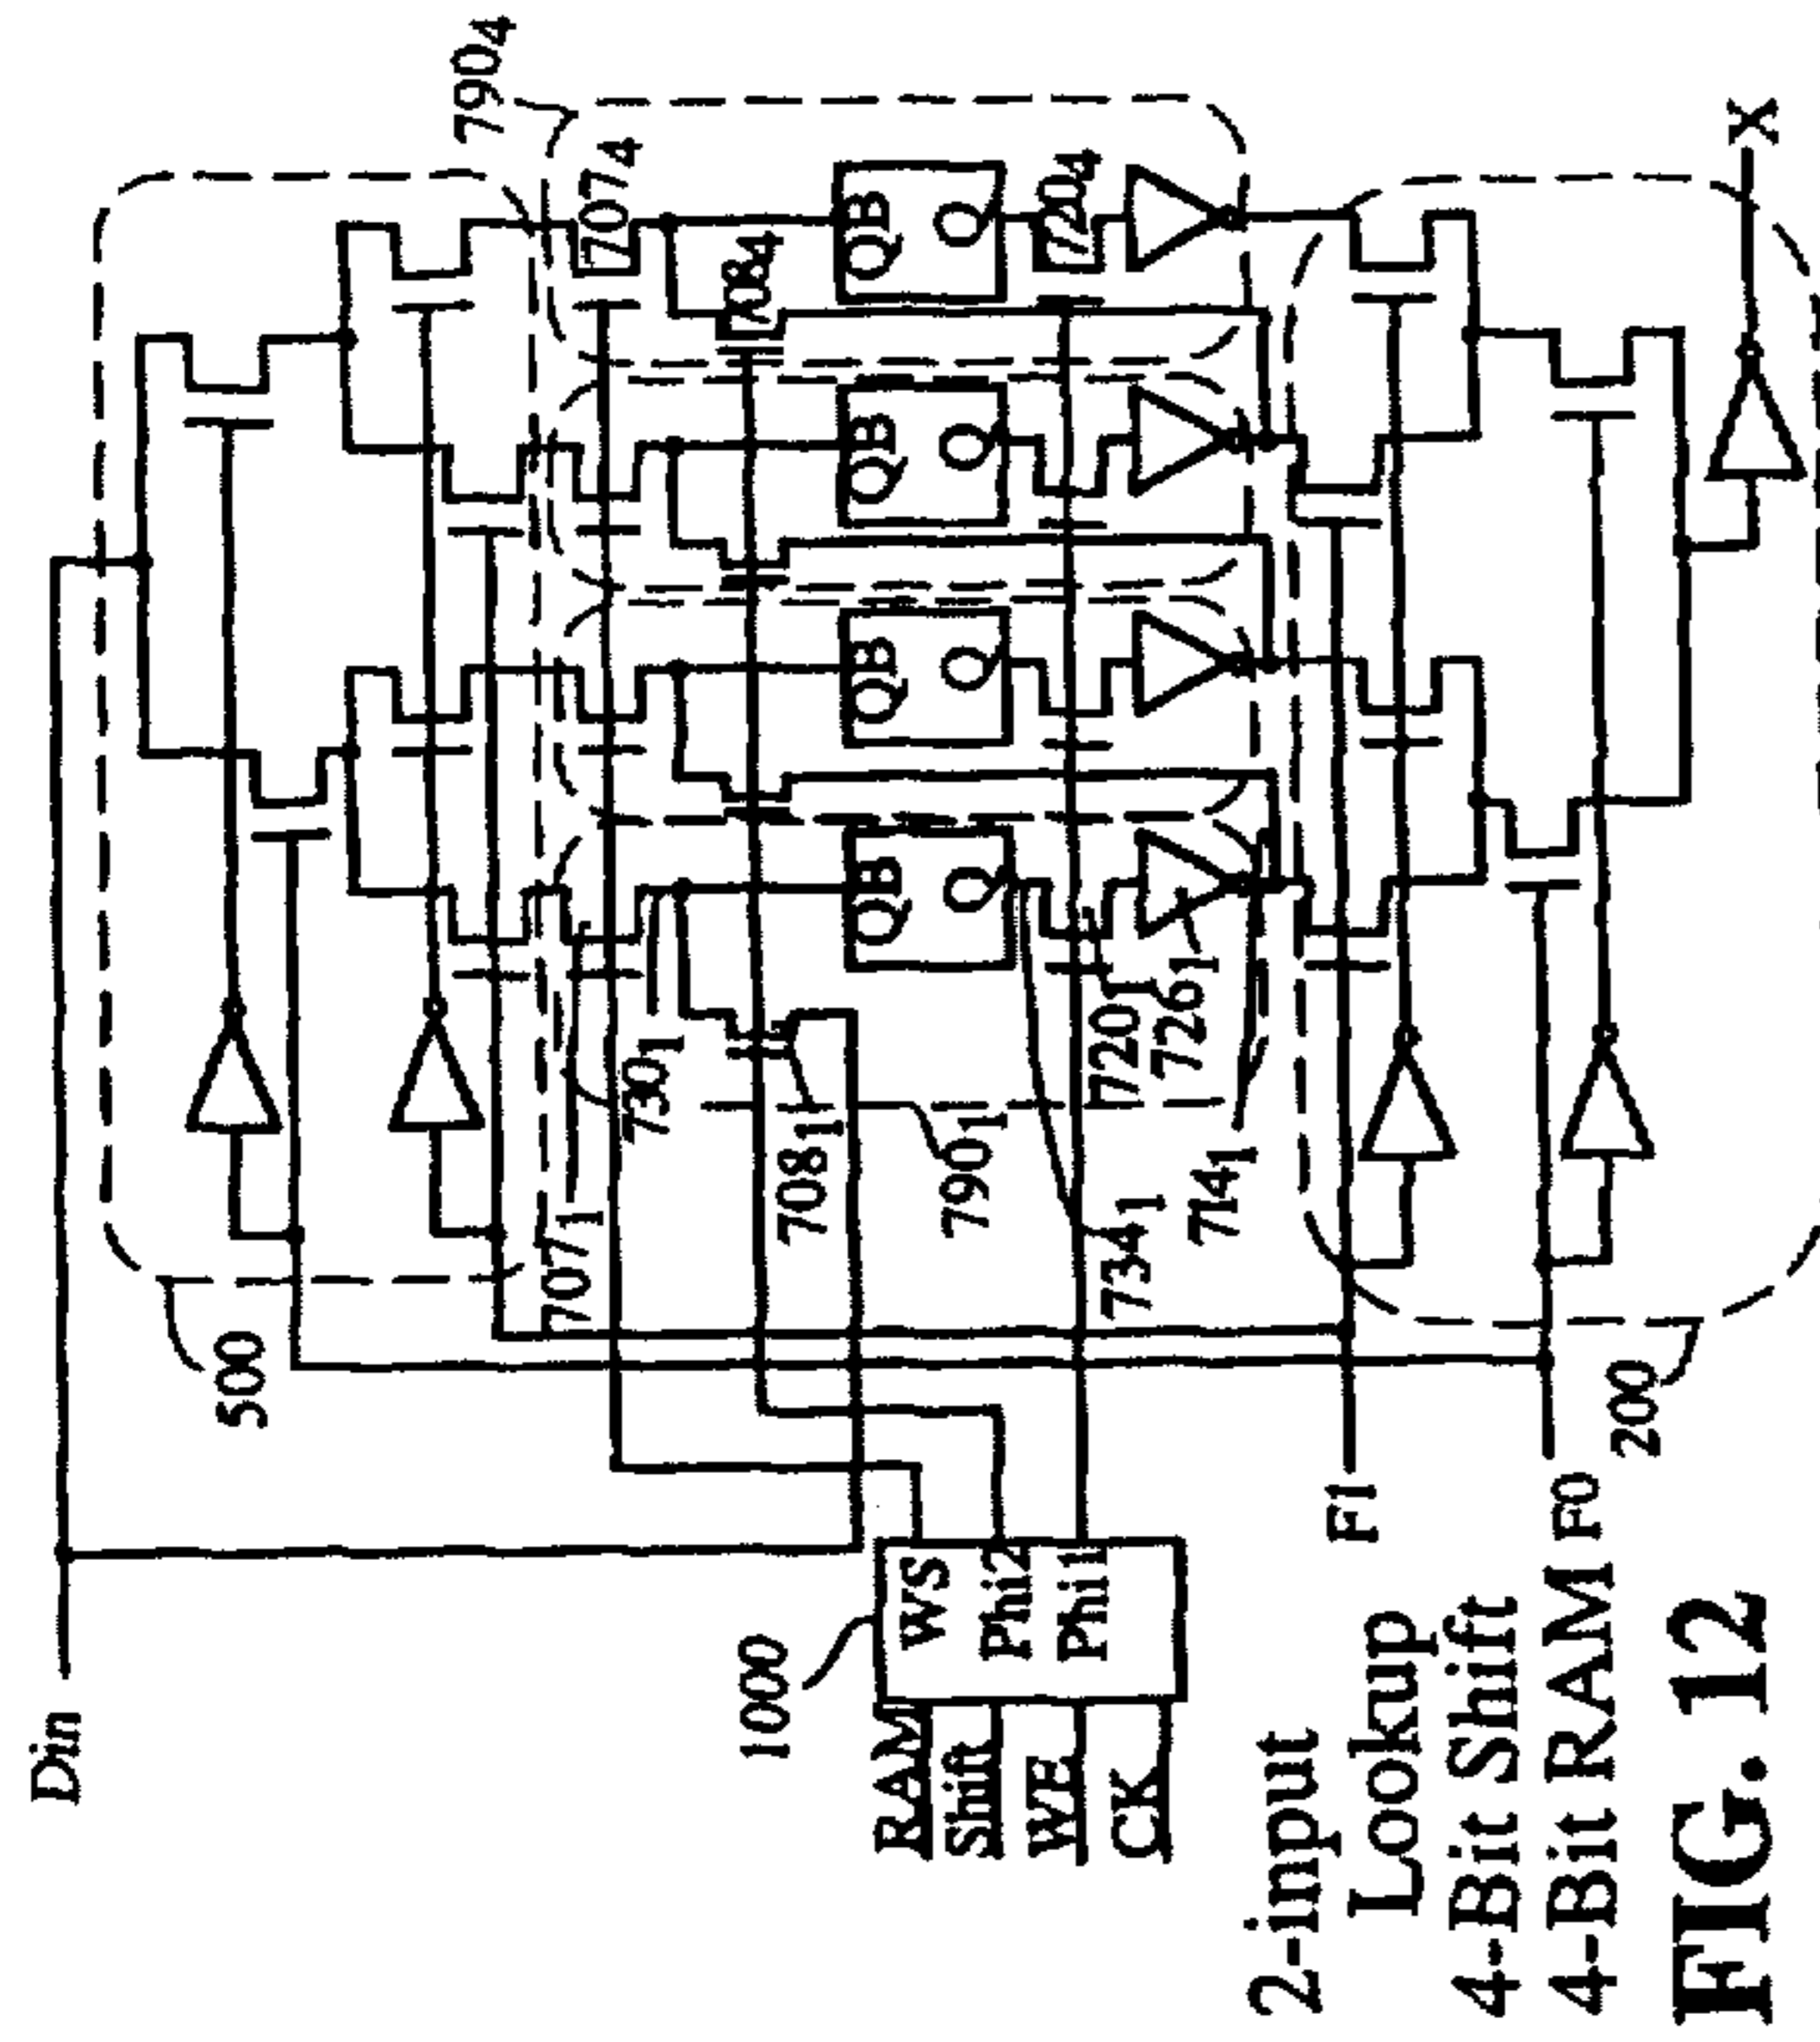 Din
500
707₁
730₁
708₁
790₁
734₁
720₁
726₁
714₁
790₄
707₄
708₄
720₄
QB
Q
QB
Q
QB
Q
QB
Q
X
1000
RAM
Shift
WE
CK
WS
Phi2
Phi1
F1
F0
200
2-input
Lookup
4-Bit Shift
4-Bit RAM
FIG. 12